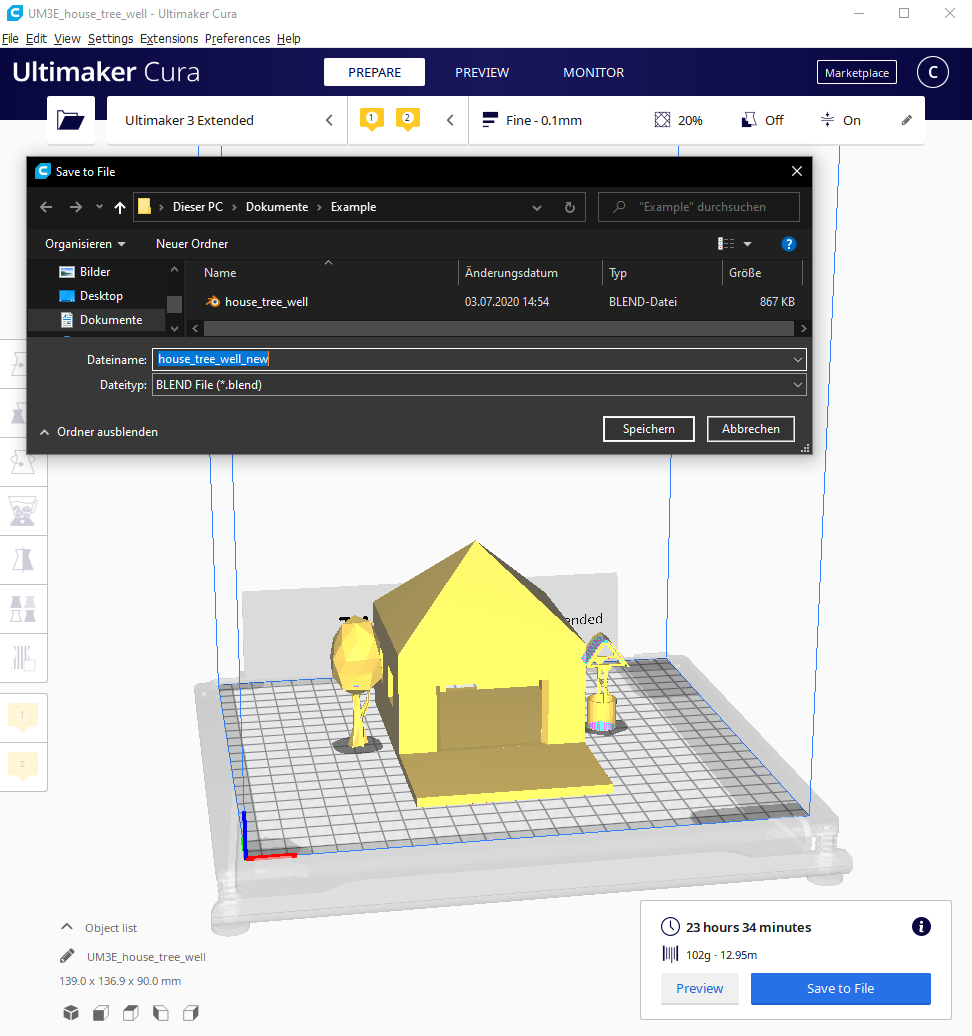 UM3E_house_tree_well - Ultimaker Cura
File Edit View Settings Extensions Preferences Help
Ultimaker Cura PREPARE PREVIEW MONITOR Marketplace C
Ultimaker 3 Extended 1 2 Fine - 0.1mm 20% Off On
Save to File
Dieser PC Dokumente Example "Example" durchsuchen
Organisieren Neuer Ordner ?
Bilder
Desktop
Dokumente
Name Änderungsdatum Typ Größe
house_tree_well 03.07.2020 14:54 BLEND-Datei 867 KB
Dateiname: house_tree_well_new
Dateityp: BLEND File (*.blend)
Ordner ausblenden Speichern Abbrechen
ended
1
2
Object list
UM3E_house_tree_well
139.0 x 136.9 x 90.0 mm
23 hours 34 minutes i
102g · 12.95m
Preview Save to File